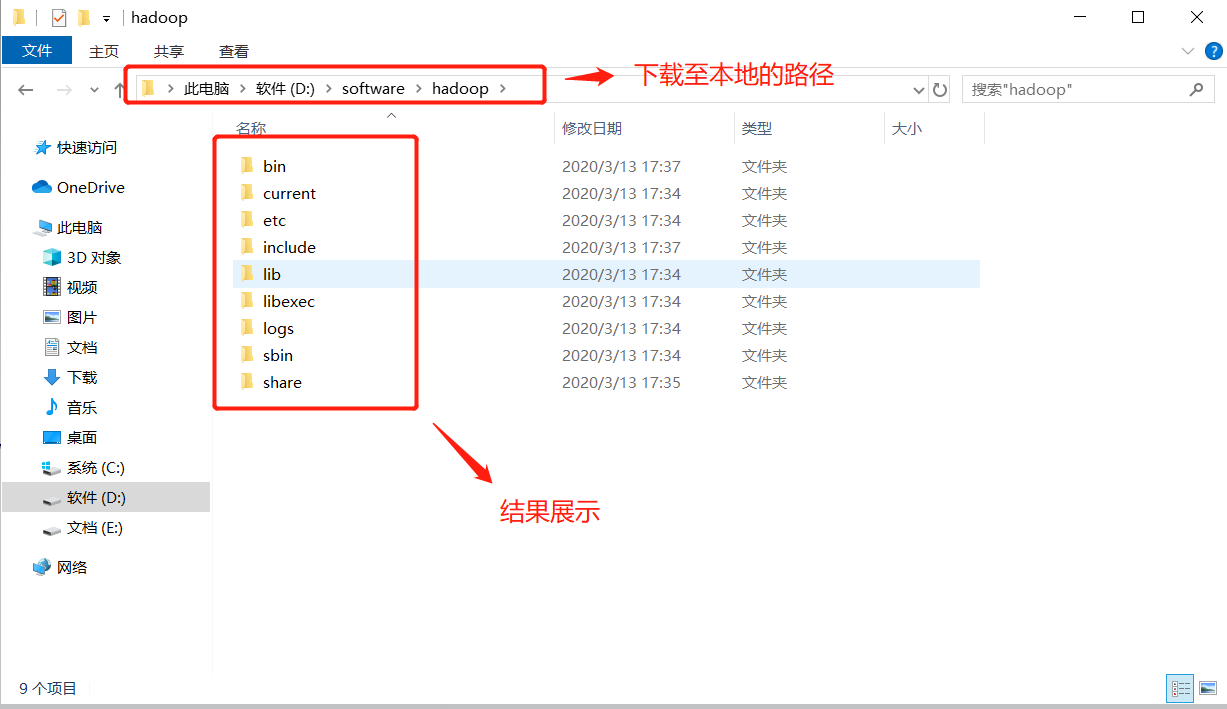 hadoop
文件 主页 共享 查看
此电脑 软件 (D:) software hadoop 下载至本地的路径 搜索"hadoop"
名称 修改日期 类型 大小
快速访问
OneDrive
此电脑
3D 对象
视频
图片
文档
下载
音乐
桌面
系统 (C:)
软件 (D:)
文档 (E:)
网络
bin 2020/3/13 17:37 文件夹
current 2020/3/13 17:34 文件夹
etc 2020/3/13 17:34 文件夹
include 2020/3/13 17:37 文件夹
lib 2020/3/13 17:34 文件夹
libexec 2020/3/13 17:34 文件夹
logs 2020/3/13 17:34 文件夹
sbin 2020/3/13 17:34 文件夹
share 2020/3/13 17:35 文件夹
结果展示
9 个项目